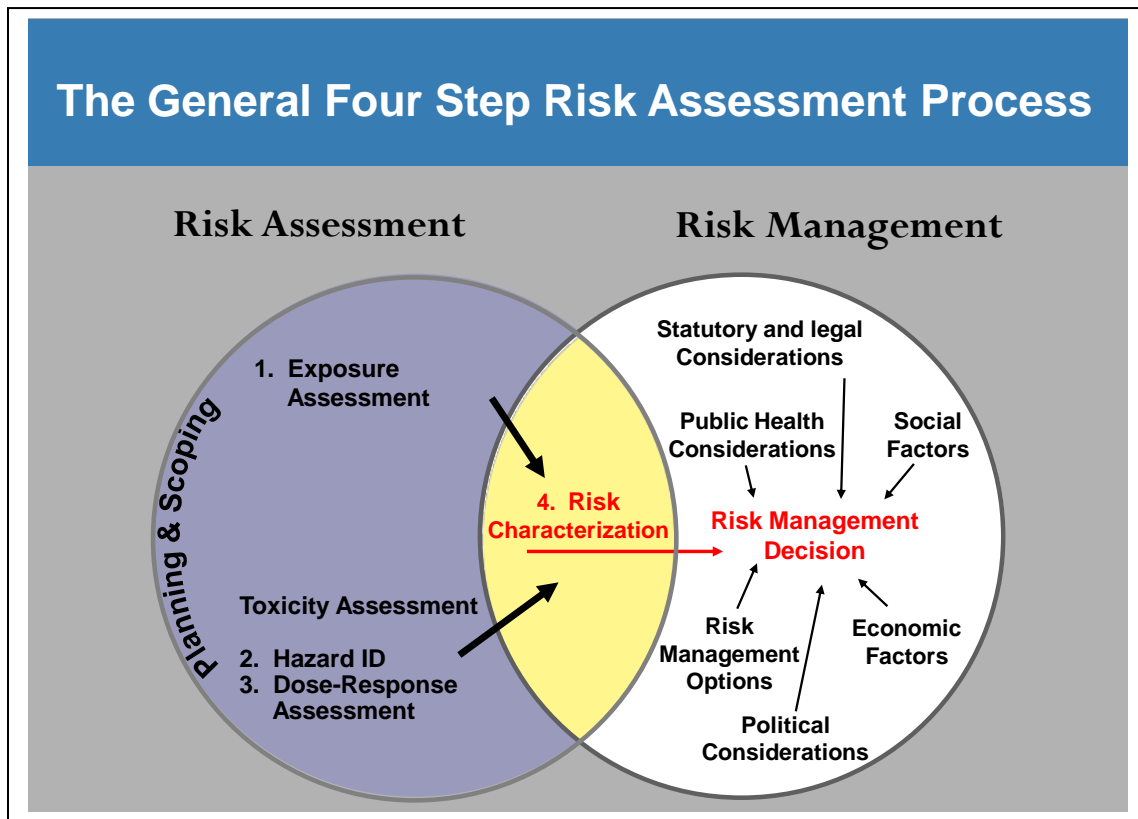 The General Four Step Risk Assessment Process
Risk Assessment
Risk Management
Planning & Scoping
1. Exposure
Assessment
Toxicity Assessment
2. Hazard ID
3. Dose-Response
Assessment
4. Risk
Characterization
Statutory and legal
Considerations
Public Health
Considerations
Social
Factors
Risk Management
Decision
Risk
Management
Options
Economic
Factors
Political
Considerations